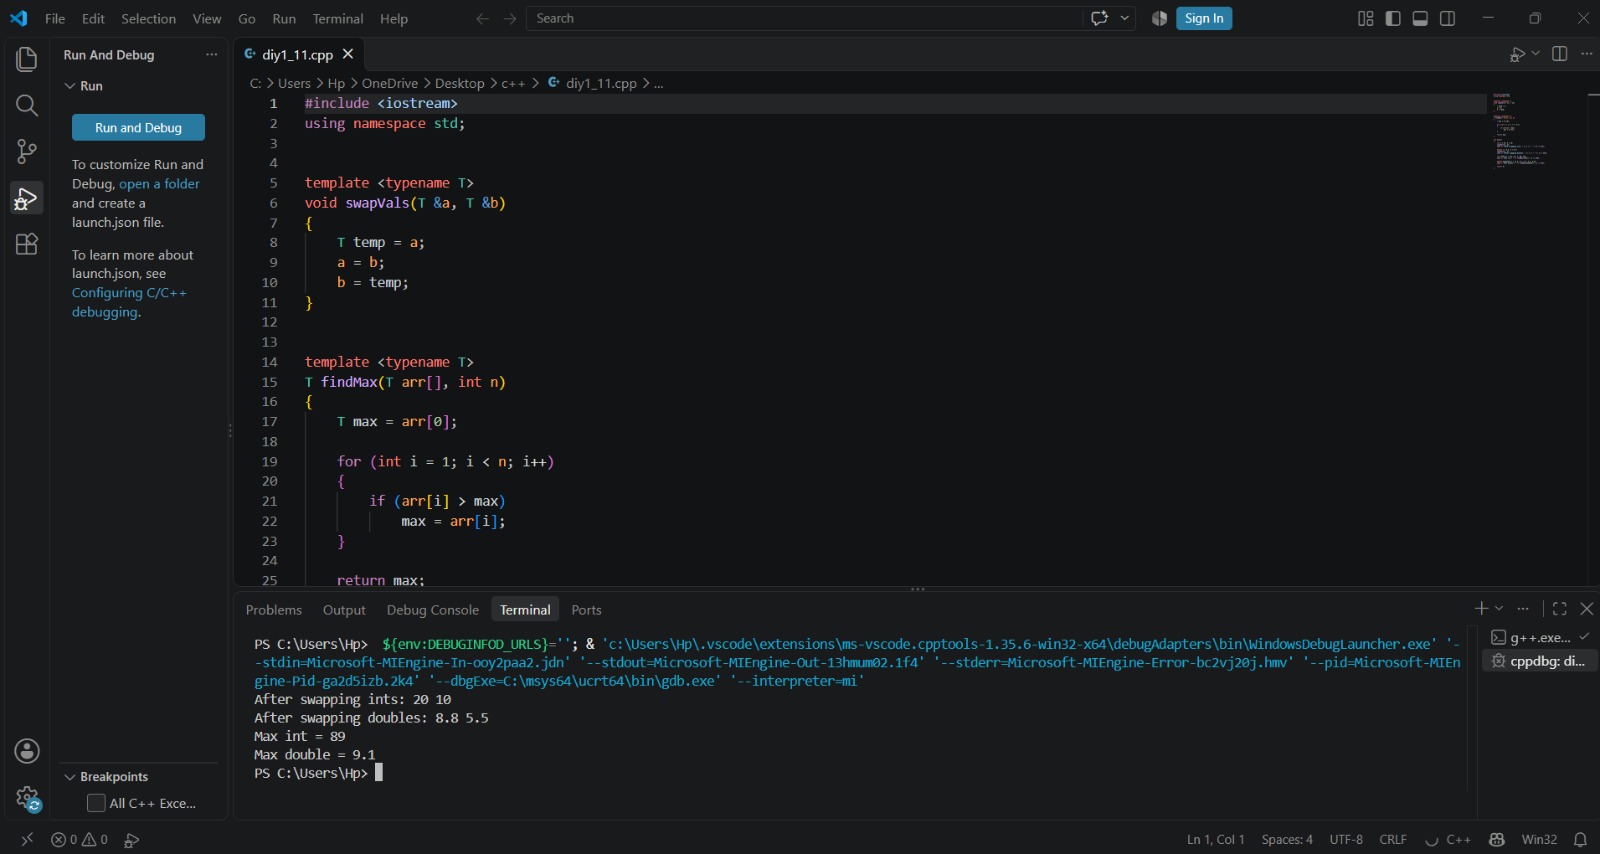 File Edit Selection View Go Run Terminal Help
Search
Sign In
Run And Debug
Run
Run and Debug
To customize Run and
Debug, open a folder
and create a
launch.json file.
To learn more about
launch.json, see
Configuring C/C++
debugging.
Breakpoints
All C++ Exce...
diy1_11.cpp
C: > Users > Hp > OneDrive > Desktop > c++ > diy1_11.cpp > ...
1 #include <iostream>
2 using namespace std;
3
4
5 template <typename T>
6 void swapVals(T &a, T &b)
7 {
8 T temp = a;
9 a = b;
10 b = temp;
11 }
12
13
14 template <typename T>
15 T findMax(T arr[], int n)
16 {
17 T max = arr[0];
18
19 for (int i = 1; i < n; i++)
20 {
21 if (arr[i] > max)
22 max = arr[i];
23 }
24
25 return max;
Problems Output Debug Console Terminal Ports
PS C:\Users\Hp> ${env:DEBUGINFOD_URLS}=''; & 'c:\Users\Hp\.vscode\extensions\ms-vscode.cpptools-1.35.6-win32-x64\debugAdapters\bin\WindowsDebugLauncher.exe' '-
-stdin=Microsoft-MIEngine-In-ooy2paa2.jdn' '--stdout=Microsoft-MIEngine-Out-13hmum02.1f4' '--stderr=Microsoft-MIEngine-Error-bc2vj20j.hmv' '--pid=Microsoft-MIEn
gine-Pid-ga2d5izb.2k4' '--dbgExe=C:\msys64\ucrt64\bin\gdb.exe' '--interpreter=mi'
After swapping ints: 20 10
After swapping doubles: 8.8 5.5
Max int = 89
Max double = 9.1
PS C:\Users\Hp>
g++.exe...
cppdbg: di...
0 0
Ln 1, Col 1 Spaces: 4 UTF-8 CRLF C++ Win32